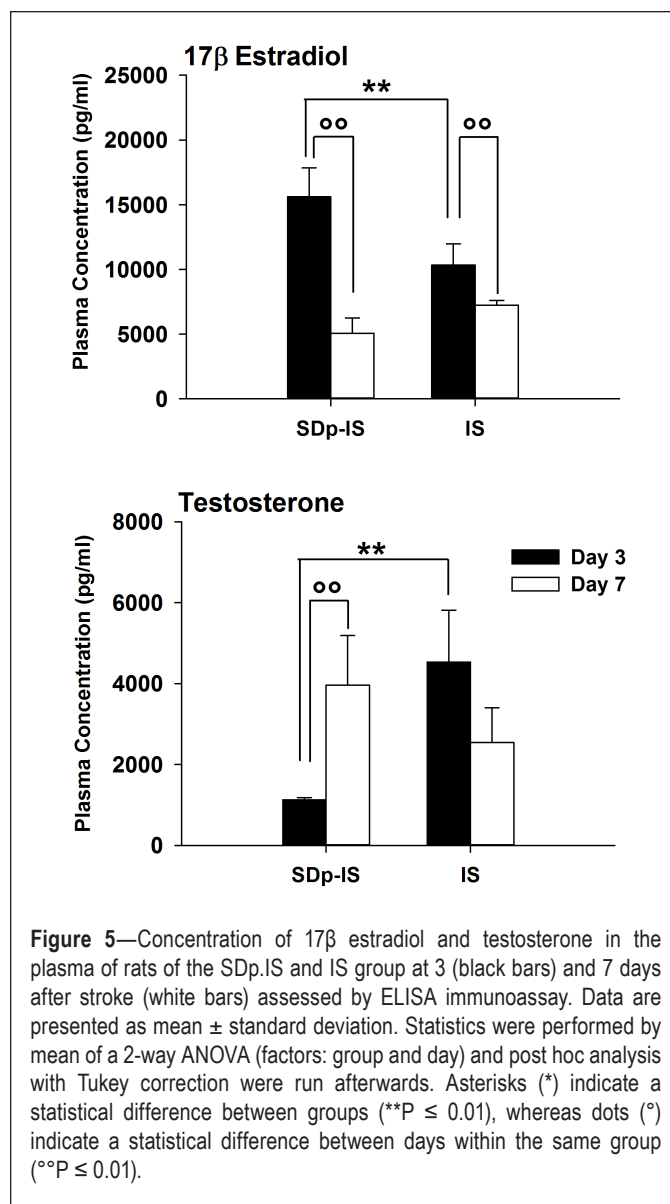 17β Estradiol
25000
20000
15000
10000
5000
0
Plasma Concentration (pg/ml)
**
°°
°°
SDp-IS
IS
Testosterone
8000
6000
4000
2000
0
Plasma Concentration (pg/ml)
**
°°
Day 3
Day 7
SDp-IS
IS
Figure 5—Concentration of 17β estradiol and testosterone in the
plasma of rats of the SDp.IS and IS group at 3 (black bars) and 7 days
after stroke (white bars) assessed by ELISA immunoassay. Data are
presented as mean ± standard deviation. Statistics were performed by
mean of a 2-way ANOVA (factors: group and day) and post hoc analysis
with Tukey correction were run afterwards. Asterisks (*) indicate a
statistical difference between groups (**P ≤ 0.01), whereas dots (°)
indicate a statistical difference between days within the same group
(°°P ≤ 0.01).